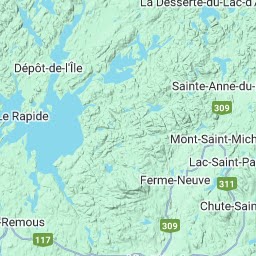 La Desserte-du-Lac-d'A
Dépôt-de-l'Île
Sainte-Anne-du-
309
Le Rapide
Mont-Saint-Mich
Lac-Saint-Pa
Ferme-Neuve
311
Chute-Sain
-Remous
309
117